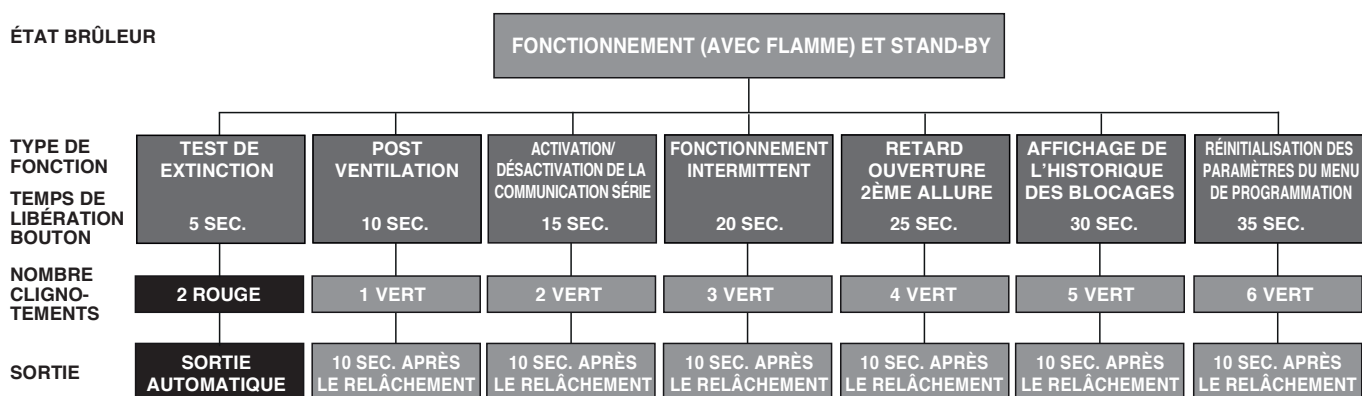 ÉTAT BRÛLEUR
FONCTIONNEMENT (AVEC FLAMME) ET STAND-BY
TYPE DE
FONCTION
TEMPS DE
LIBÉRATION
BOUTON
TEST DE
EXTINCTION
5 SEC.
POST
VENTILATION
10 SEC.
ACTIVATION/
DÉSACTIVATION DE LA
COMMUNICATION SÉRIE
15 SEC.
FONCTIONNEMENT
INTERMITTENT
20 SEC.
RETARD
OUVERTURE
2ÈME ALLURE
25 SEC.
AFFICHAGE DE
L'HISTORIQUE
DES BLOCAGES
30 SEC.
RÉINITIALISATION DES
PARAMÈTRES DU MENU
DE PROGRAMMATION
35 SEC.
NOMBRE
CLIGNO-
TEMENTS
2 ROUGE
1 VERT
2 VERT
3 VERT
4 VERT
5 VERT
6 VERT
SORTIE
SORTIE
AUTOMATIQUE
10 SEC. APRÈS
LE RELÂCHEMENT
10 SEC. APRÈS
LE RELÂCHEMENT
10 SEC. APRÈS
LE RELÂCHEMENT
10 SEC. APRÈS
LE RELÂCHEMENT
10 SEC. APRÈS
LE RELÂCHEMENT
10 SEC. APRÈS
LE RELÂCHEMENT